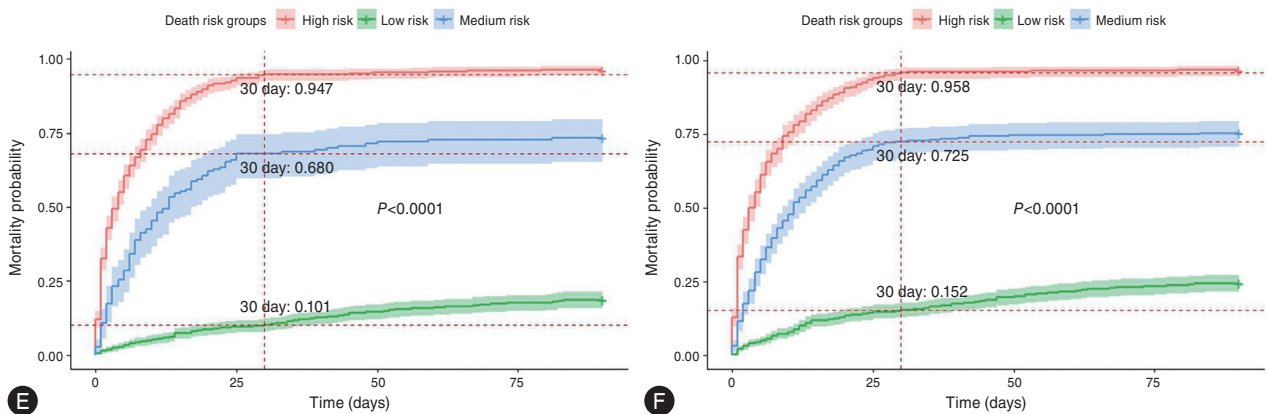 Death risk groups High risk Low risk Medium risk
Mortality probability
1.00
0.75
0.50
0.25
0.00
30 day: 0.947
30 day: 0.680
P<0.0001
30 day: 0.101
0 25 50 75
Time (days)
E
Death risk groups High risk Low risk Medium risk
Mortality probability
1.00
0.75
0.50
0.25
0.00
30 day: 0.958
30 day: 0.725
P<0.0001
30 day: 0.152
0 25 50 75
Time (days)
F